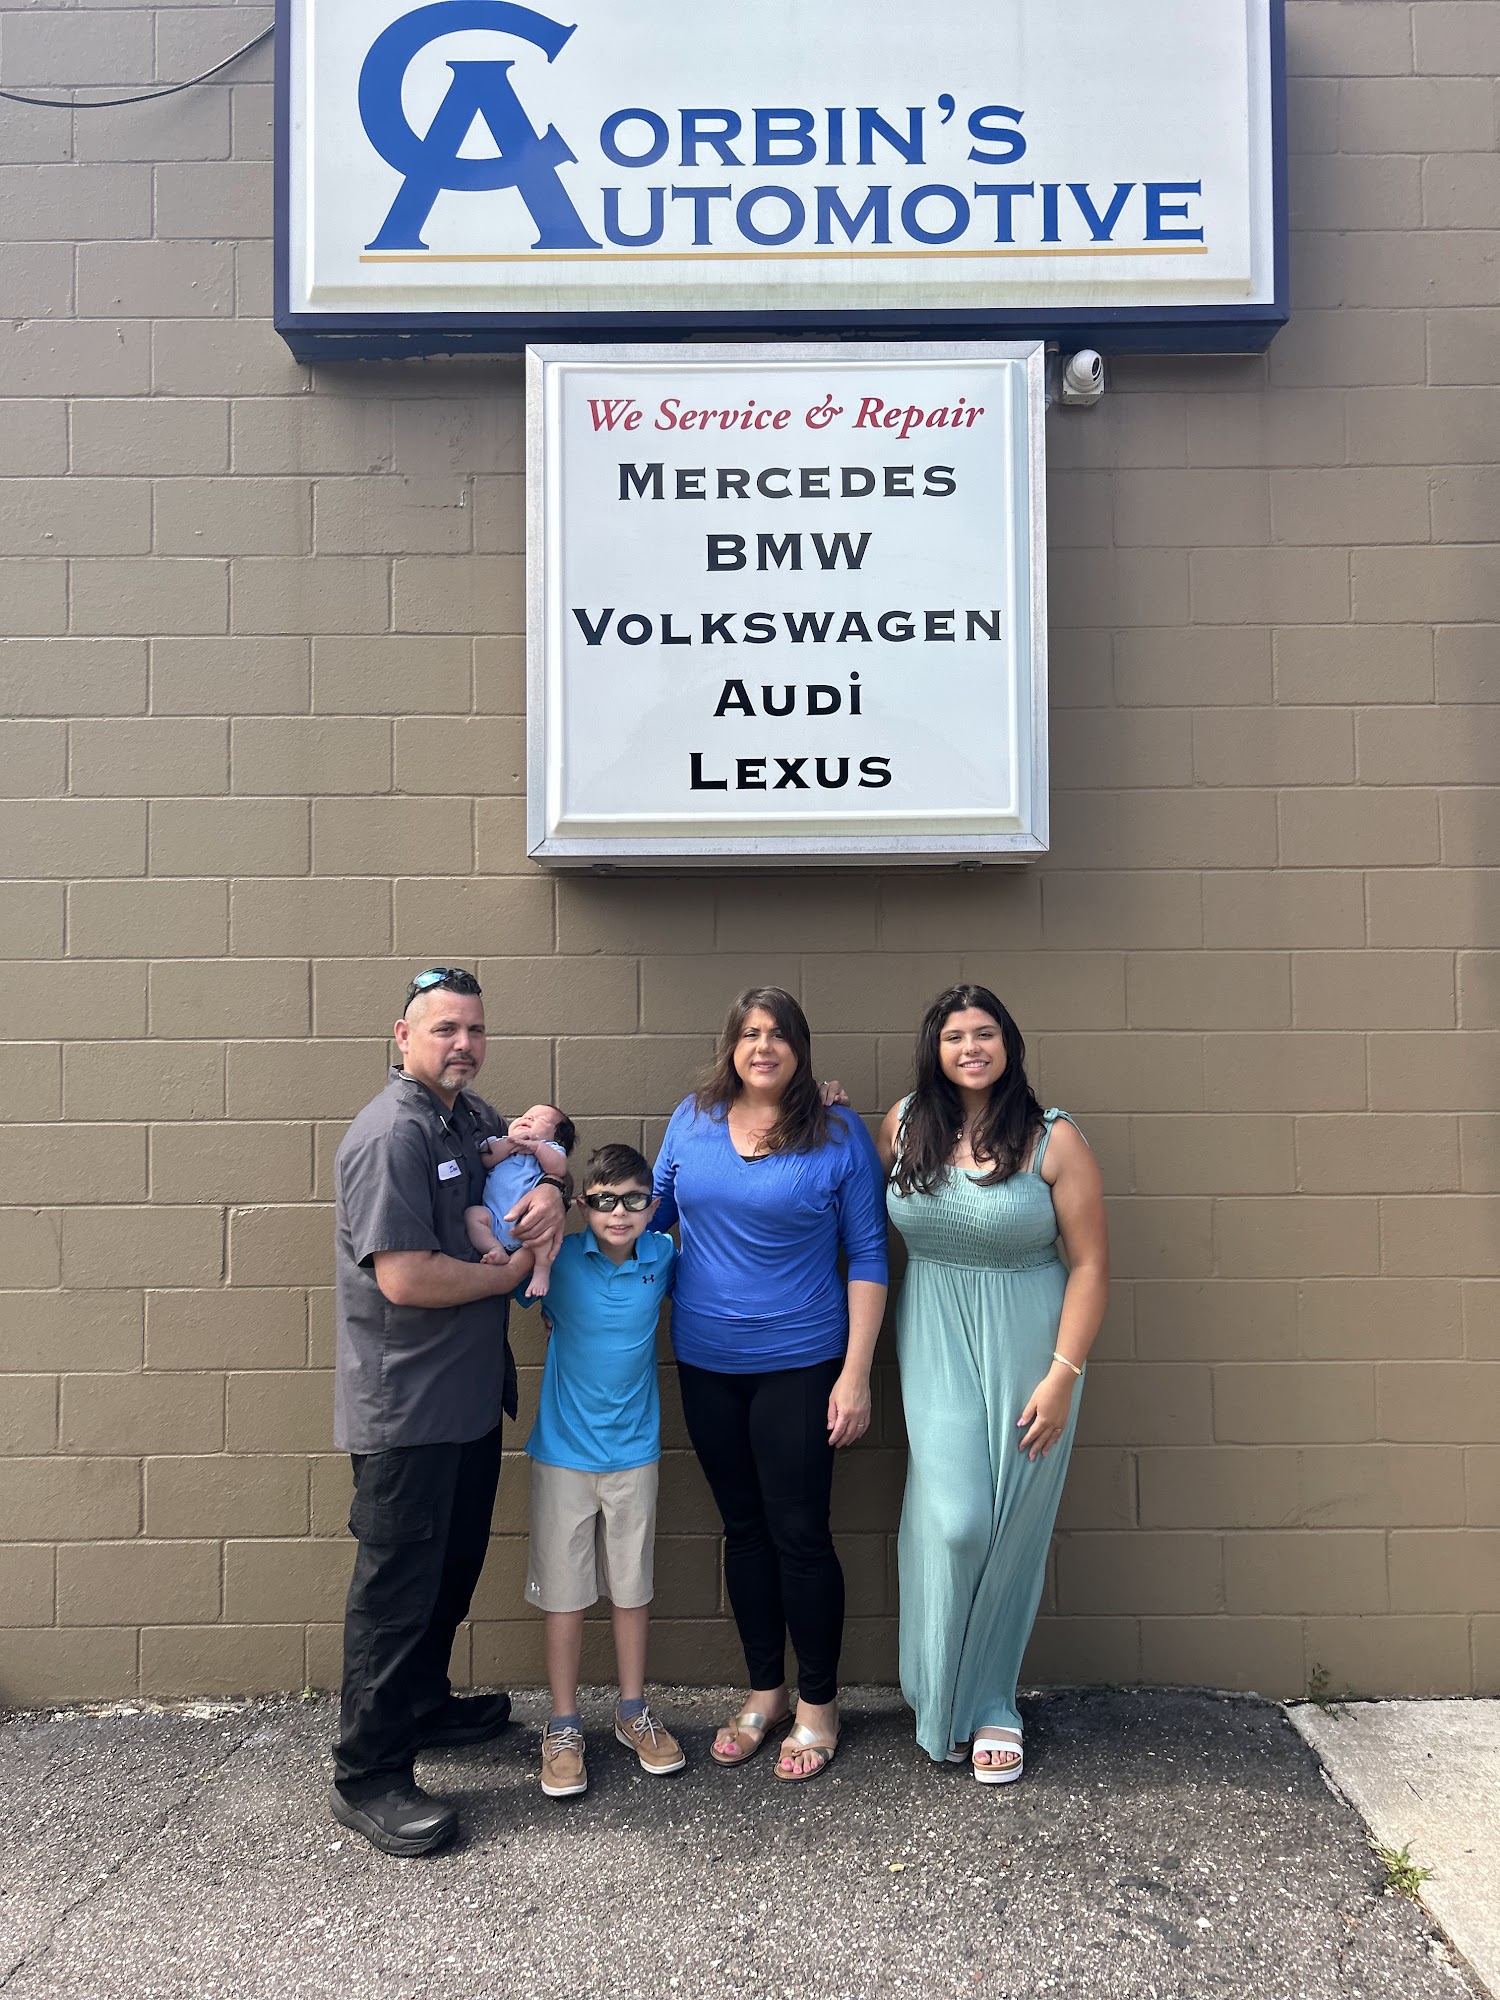 CORBIN'S
AUTOMOTIVE
We Service & Repair
MERCEDES
BMW
VOLKSWAGEN
AUDi
LEXUS